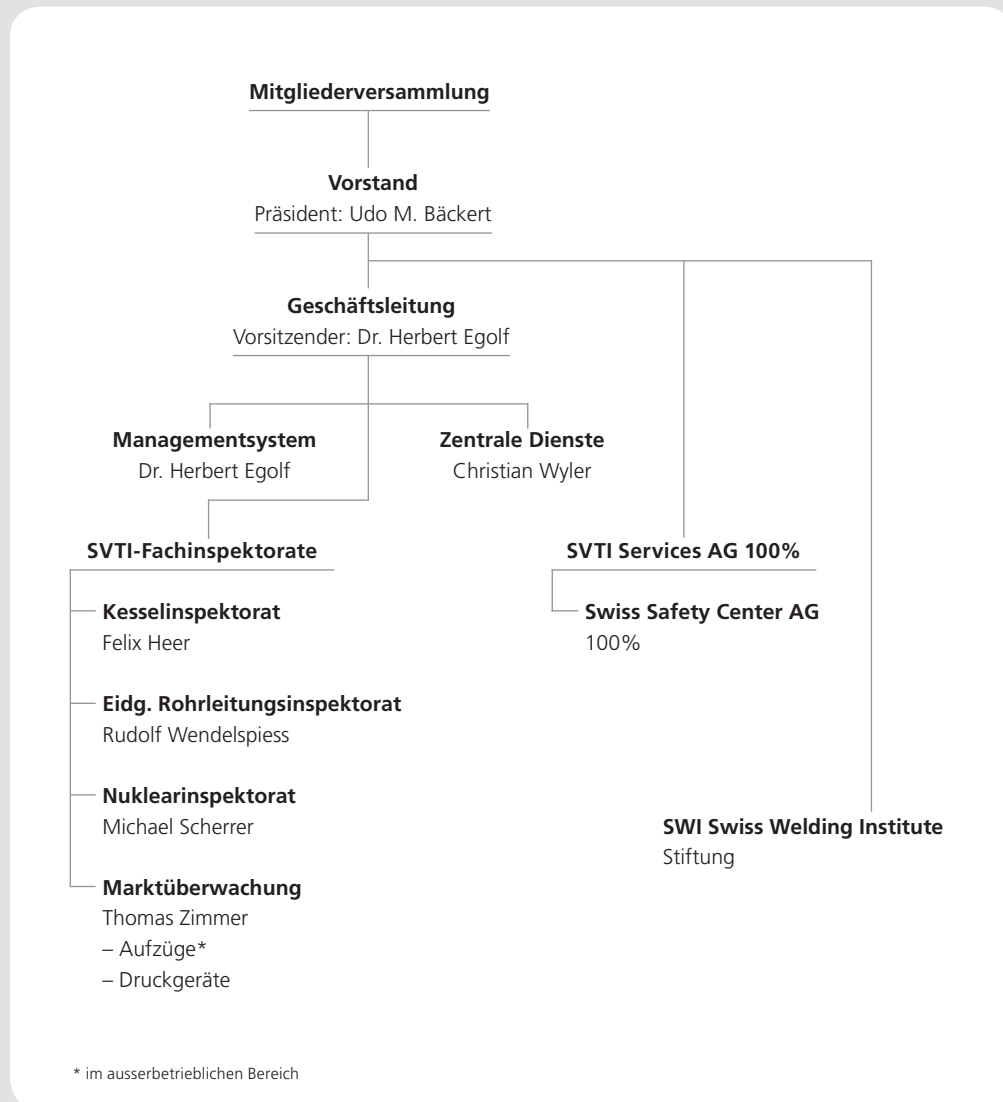 Mitgliederversammlung
Vorstand
Präsident: Udo M. Bäckert
Geschäftsleitung
Vorsitzender: Dr. Herbert Egolf
Managementsystem
Dr. Herbert Egolf
Zentrale Dienste
Christian Wyler
SVTI-Fachinspektorate
Kesselinspektorat
Felix Heer
Eidg. Rohrleitungsinspektorat
Rudolf Wendelspiess
Nuklearinspektorat
Michael Scherrer
Marktüberwachung
Thomas Zimmer
– Aufzüge*
– Druckgeräte
SVTI Services AG 100%
Swiss Safety Center AG
100%
SWI Swiss Welding Institute
Stiftung
* im ausserbetrieblichen Bereich